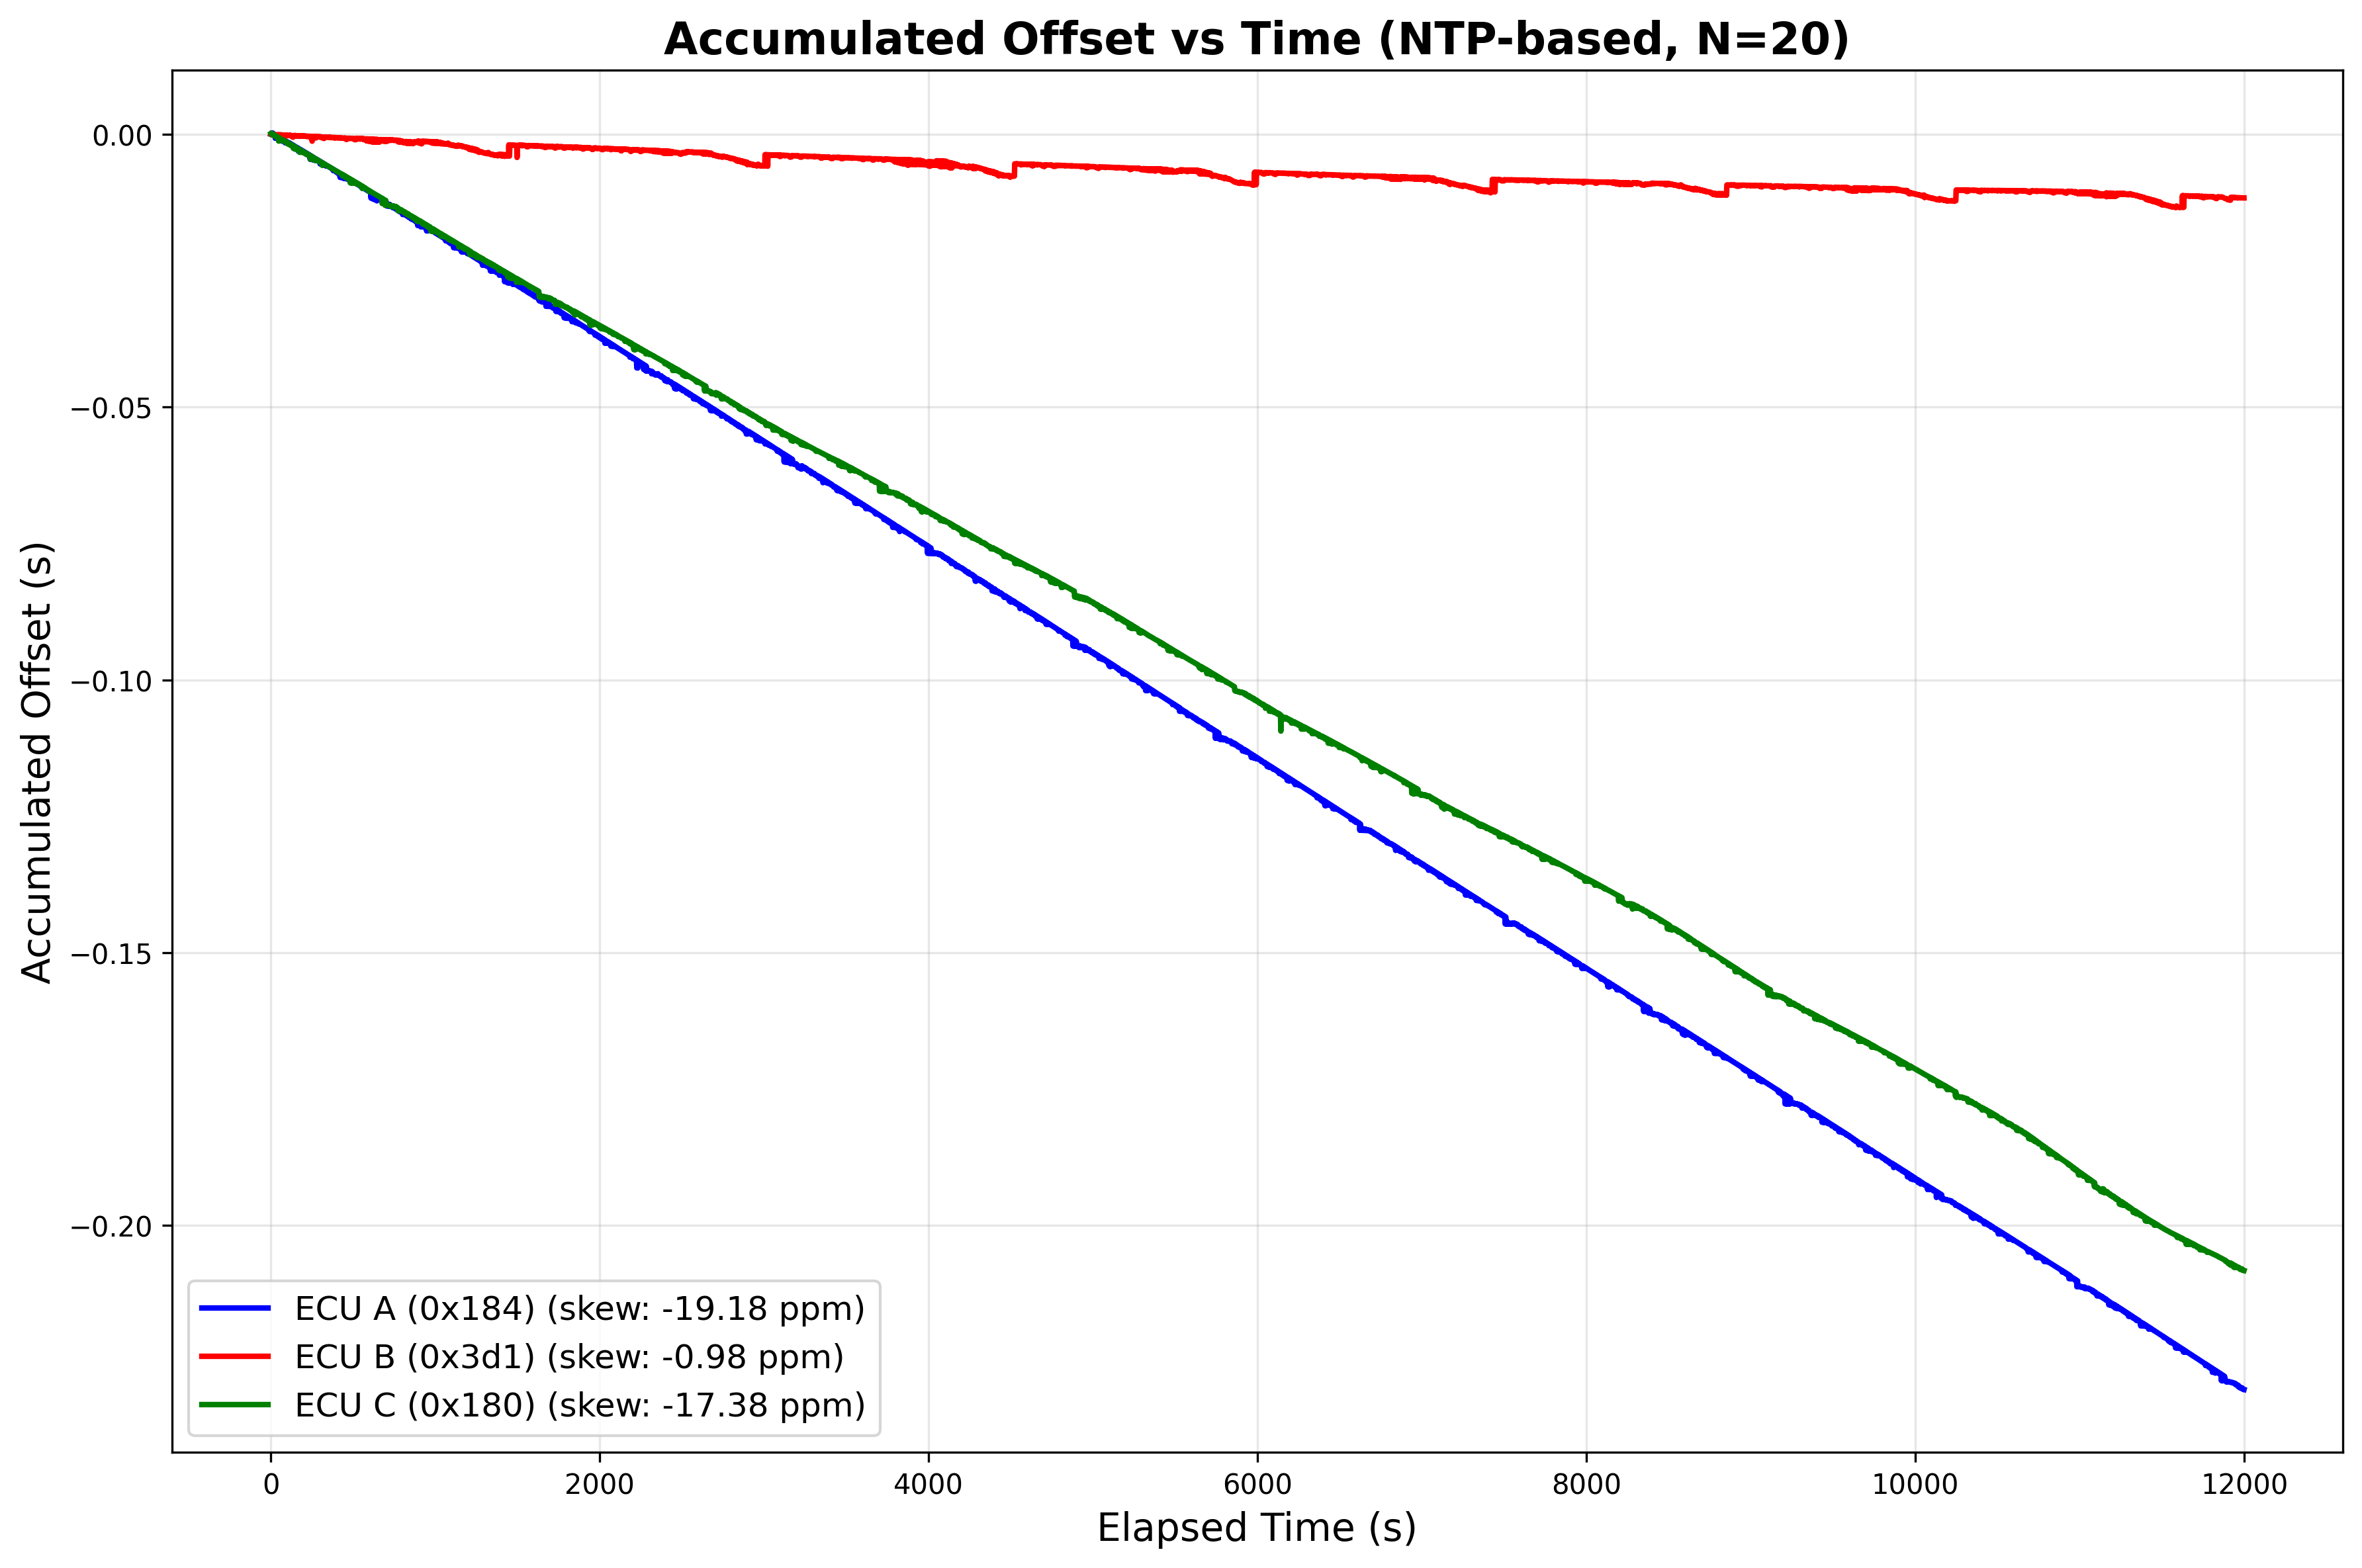 Accumulated Offset vs Time (NTP-based, N=20)
Accumulated Offset (s)
0.00
−0.05
−0.10
−0.15
−0.20
ECU A (0x184) (skew: -19.18 ppm)
ECU B (0x3d1) (skew: -0.98 ppm)
ECU C (0x180) (skew: -17.38 ppm)
0 2000 4000 6000 8000 10000 12000
Elapsed Time (s)